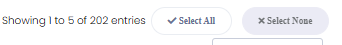 Showing 1 to 5 of 202 entries ✔ Select All ✖ Select None